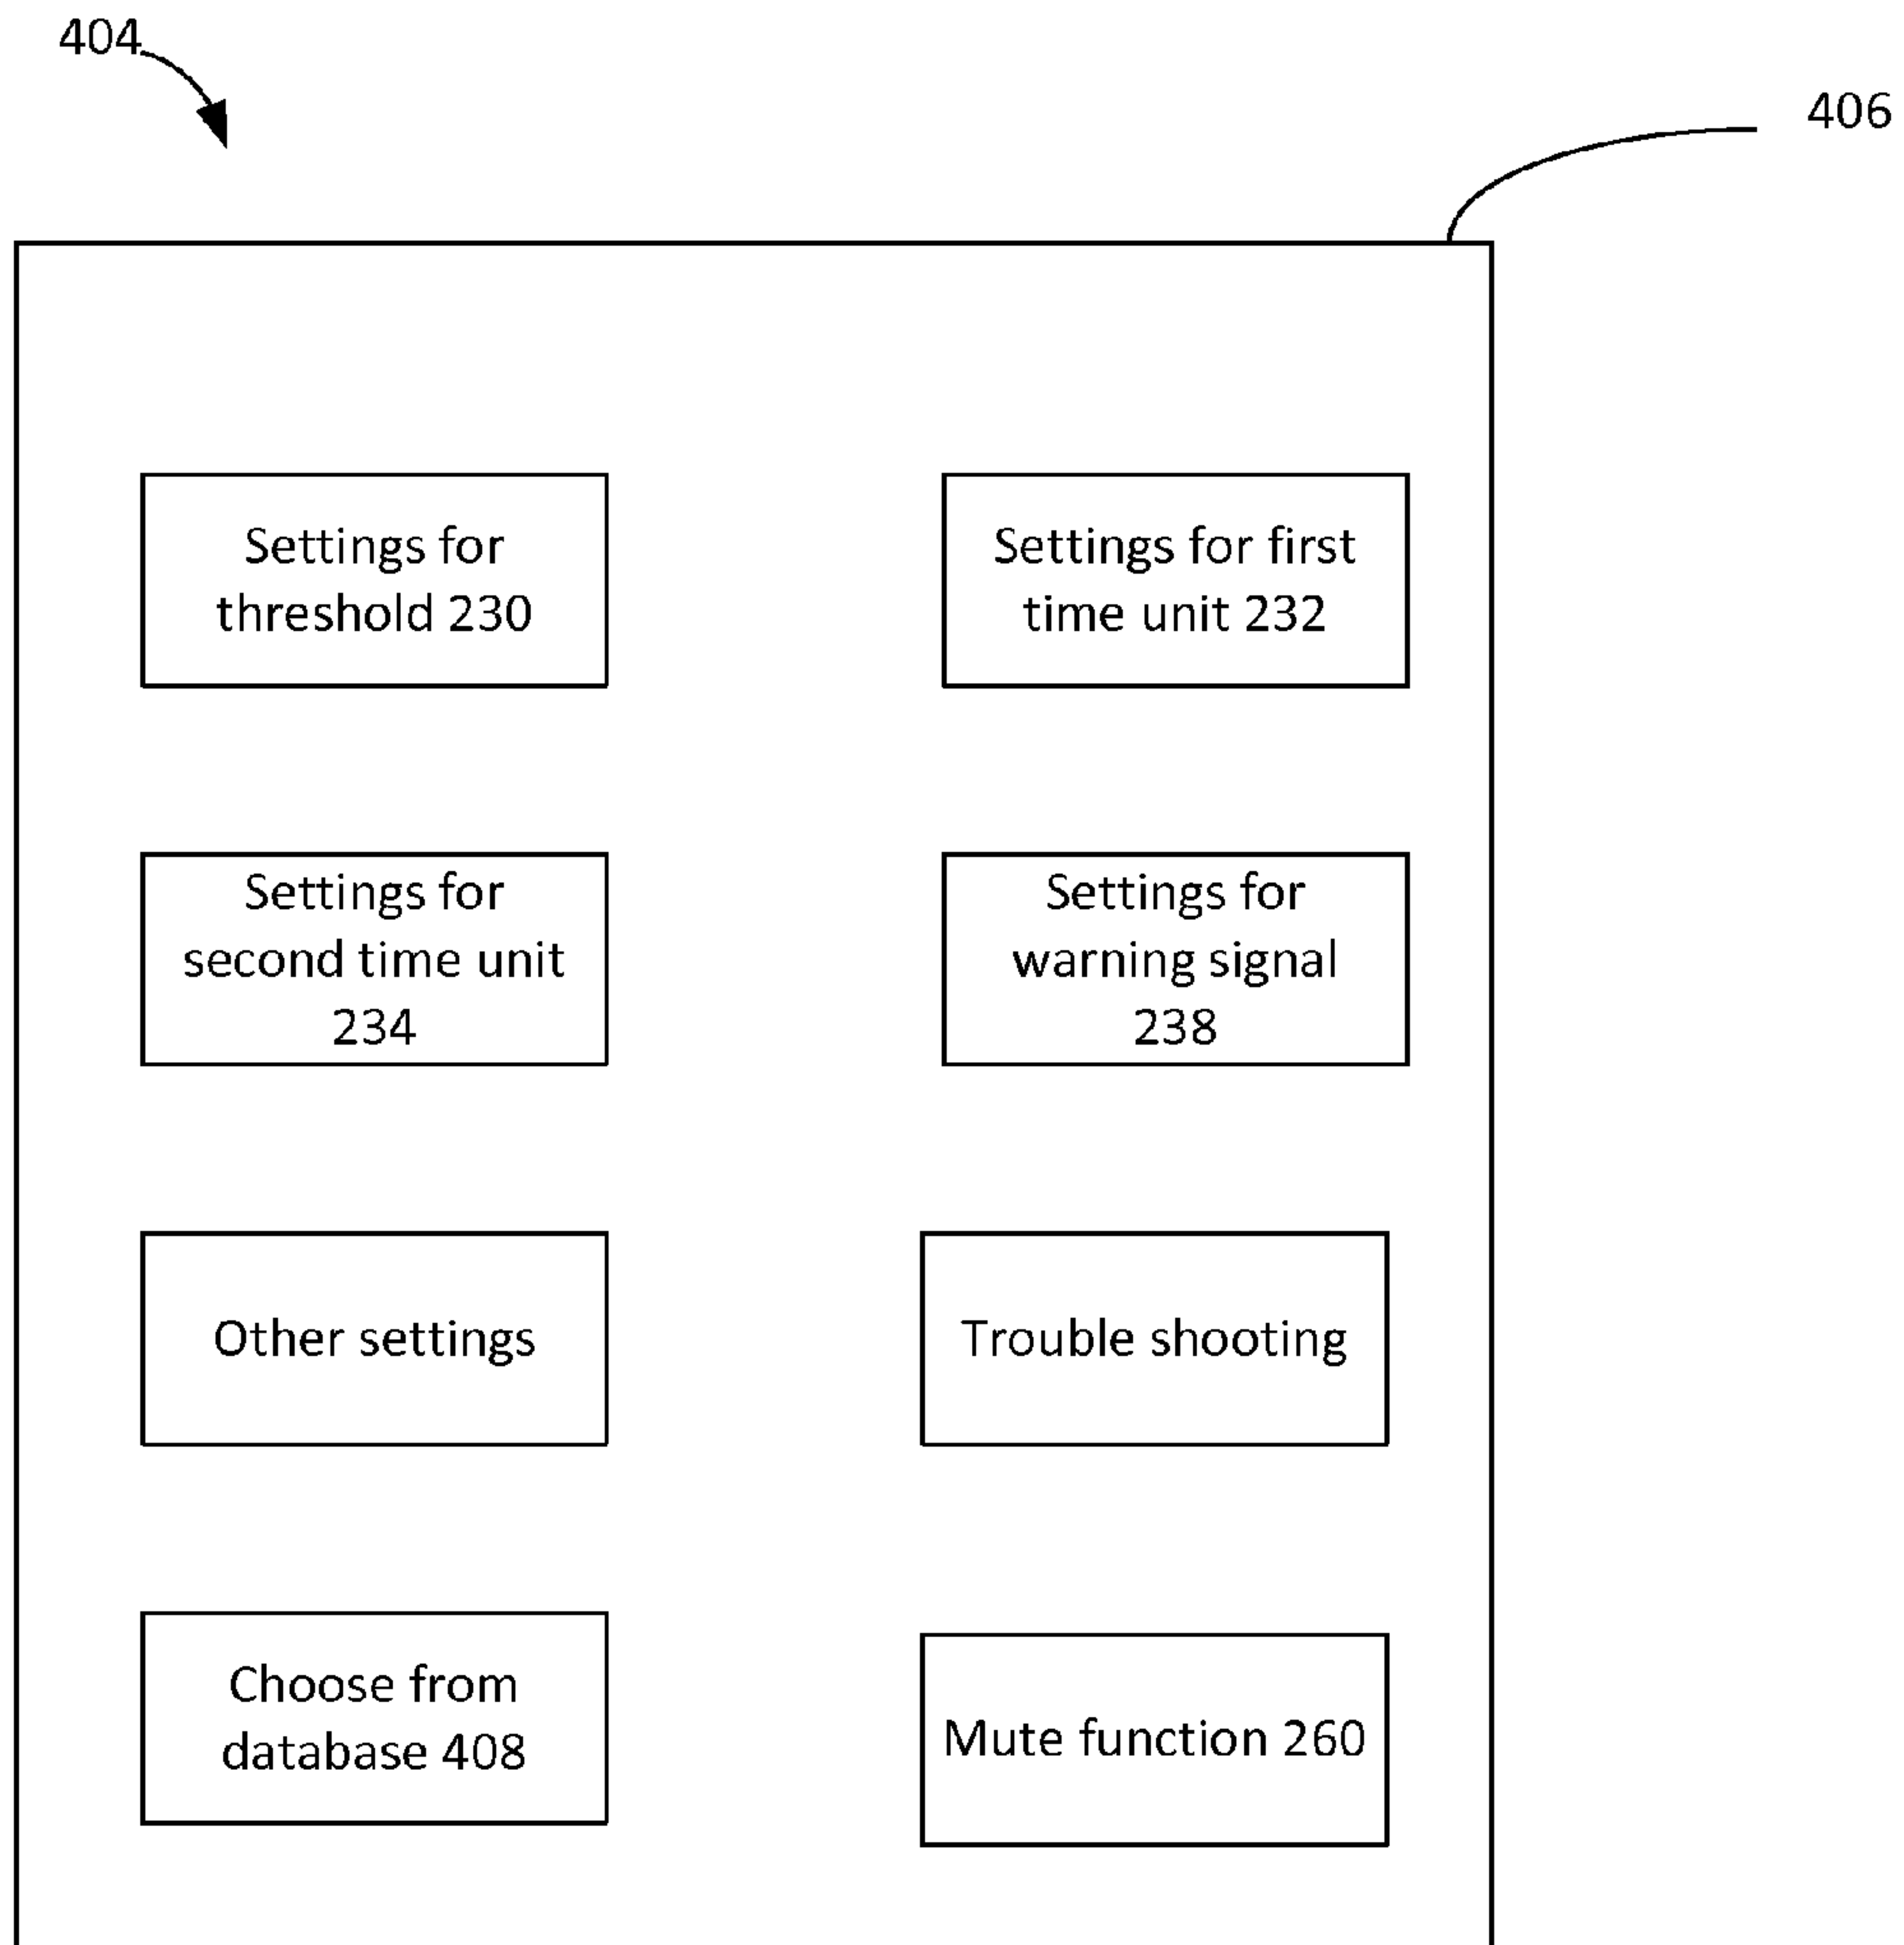 404
406
Settings for
threshold 230
Settings for first
time unit 232
Settings for
second time unit
234
Settings for
warning signal
238
Other settings
Trouble shooting
Choose from
database 408
Mute function 260